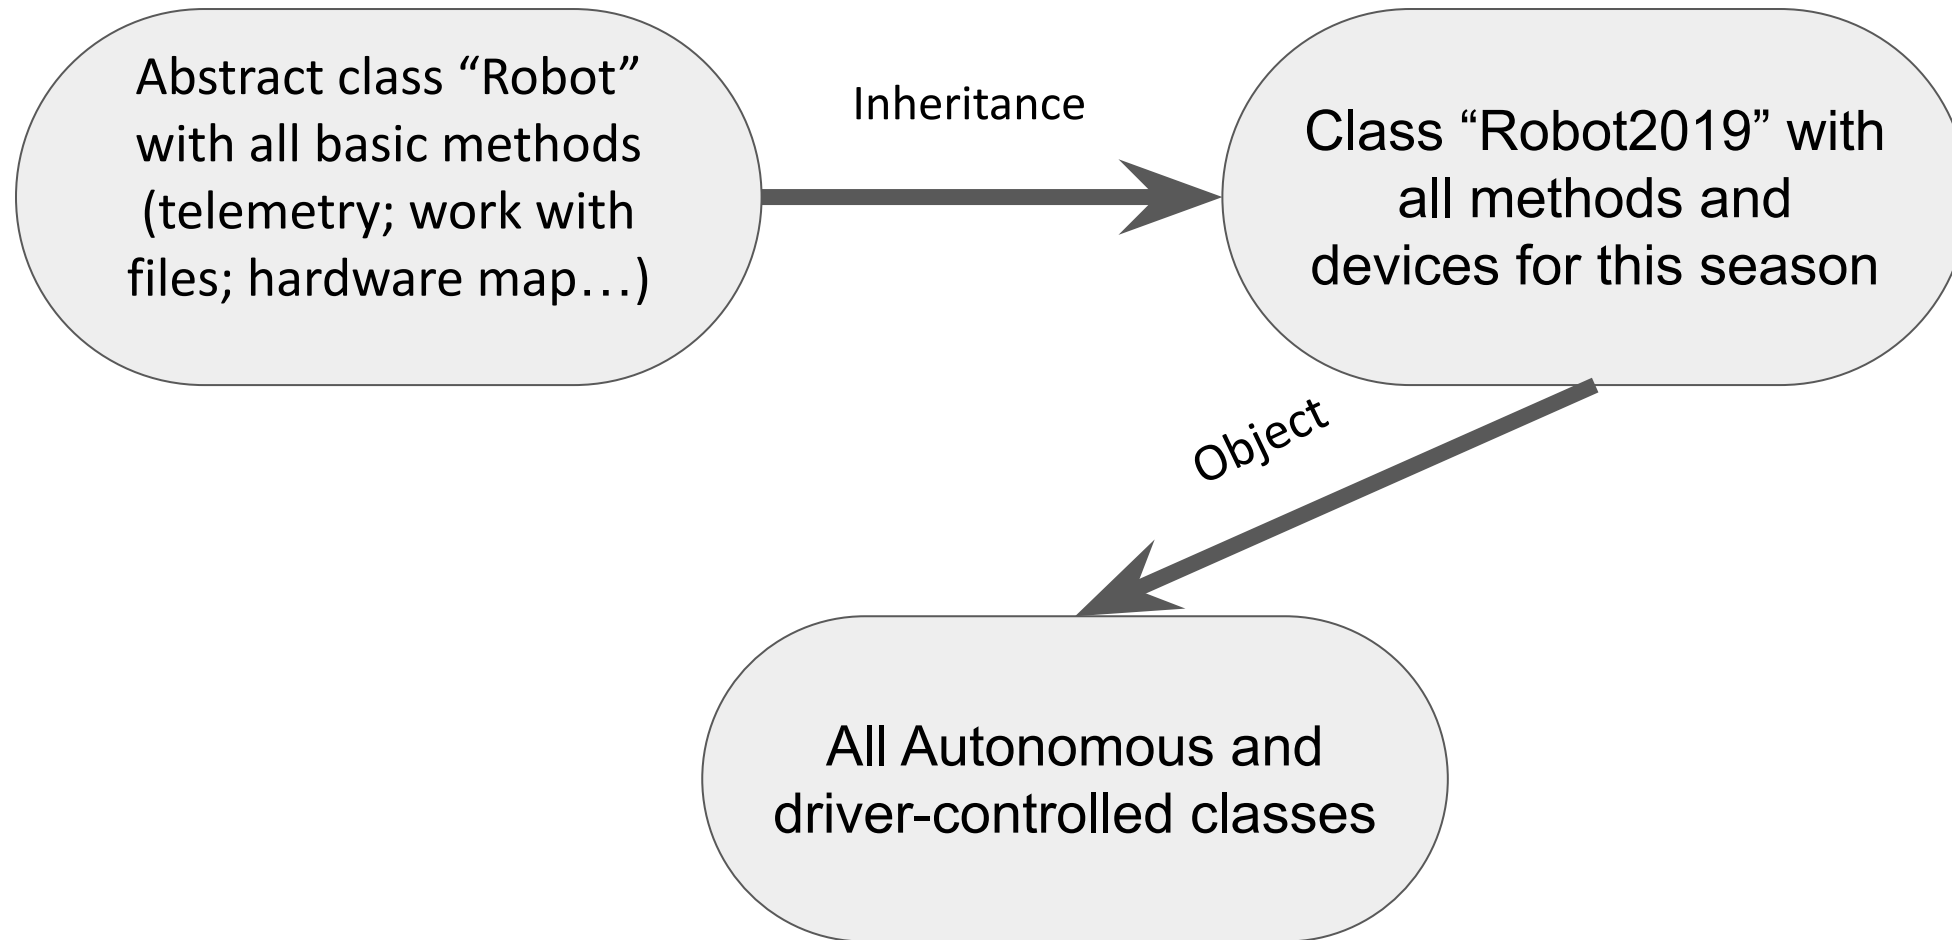 Abstract class “Robot”
with all basic methods
(telemetry; work with
files; hardware map…)
Inheritance
Class “Robot2019” with
all methods and
devices for this season
Object
All Autonomous and
driver-controlled classes